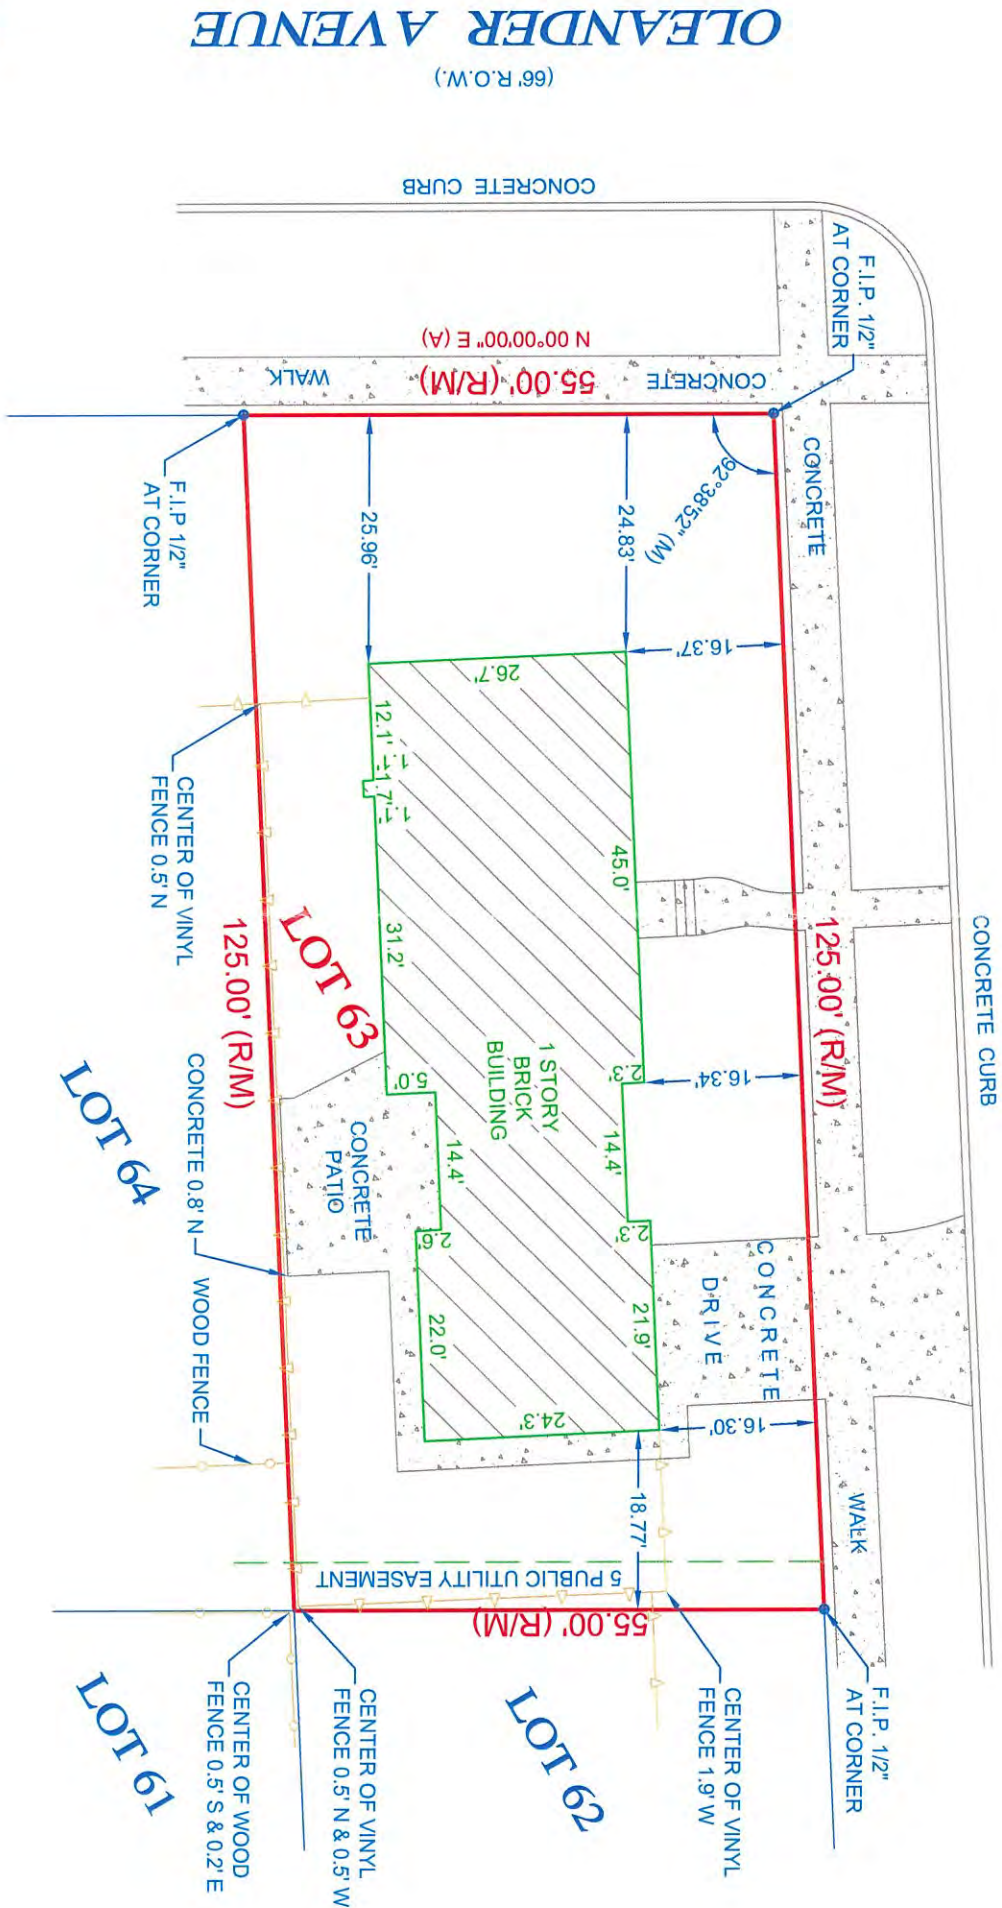 OLEANDER AVENUE
(66' R.O.W.)
CONCRETE CURB
F.I.P. 1/2"
AT CORNER
N 00°00'00" E (A)
55.00' (R/M)
CONCRETE
WALK
CONCRETE
92°38'52" (M)
F.I.P 1/2"
AT CORNER
25.96'
24.83'
16.37'
26.7'
12.1'
1.1'
1.7'
1.1'
45.0'
31.2'
CENTER OF VINYL
FENCE 0.5' N
125.00' (R/M)
LOT 63
125.00' (R/M)
CONCRETE CURB
16.34'
2.3'
5.0'
1 STORY
BRICK
BUILDING
14.4'
14.4'
CONCRETE
PATIO
2.3'
2.6'
LOT 64
CONCRETE 0.8' N
CONCRETE
DRIVE
21.9'
22.0'
WOOD FENCE
24.3'
16.30'
18.77'
WALK
5 PUBLIC UTILITY EASEMENT
55.00' (R/M)
F.I.P. 1/2"
AT CORNER
CENTER OF VINYL
FENCE 1.9' W
LOT 62
CENTER OF VINYL
FENCE 0.5' N & 0.5' W
CENTER OF WOOD
FENCE 0.5' S & 0.2' E
LOT 61